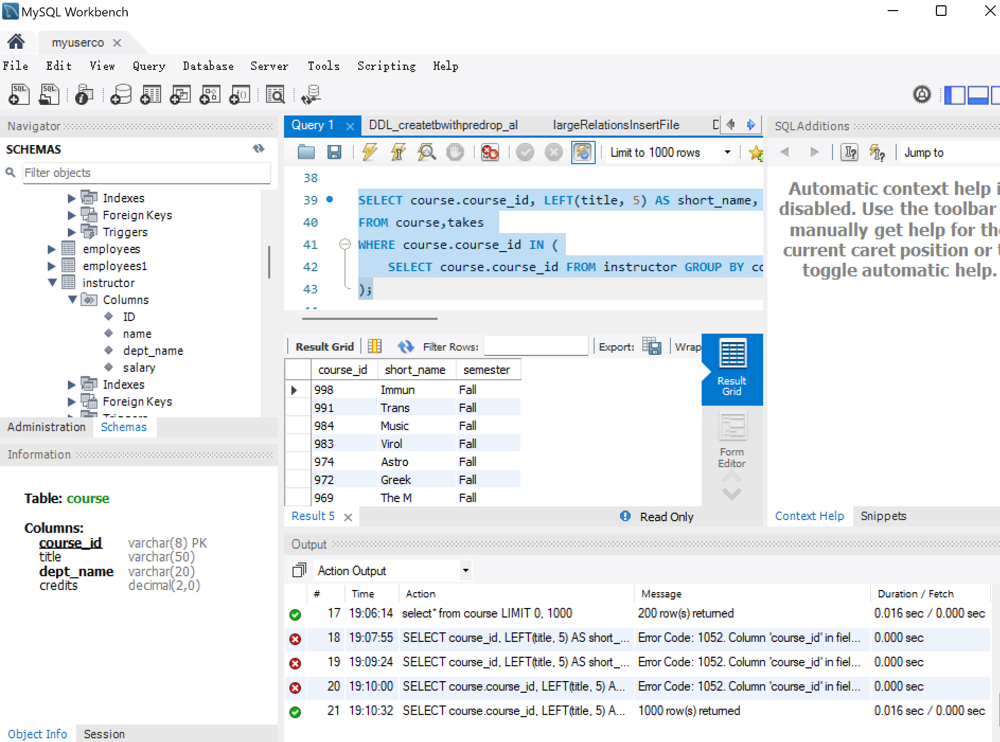 MySQL Workbench
myuserco
File Edit View Query Database Server Tools Scripting Help
Navigator
SCHEMAS
Filter objects
Indexes
Foreign Keys
Triggers
employees
employees1
instructor
Columns
ID
name
dept_name
salary
Indexes
Foreign Keys
Triggers
Administration Schemas
Information
Table: course
Columns:
course_id varchar(8) PK
title varchar(50)
dept_name varchar(20)
credits decimal(2,0)
Object Info Session
Query 1 DDL_createtbwithpredrop_al largeRelationsInsertFile D
Limit to 1000 rows
38
39 SELECT course.course_id, LEFT(title, 5) AS short_name,
40 FROM course,takes
41 WHERE course.course_id IN (
42 SELECT course.course_id FROM instructor GROUP BY co
43 );
44
Result Grid Filter Rows: Export: Wrap
course_id short_name semester
998 Immun Fall
991 Trans Fall
984 Music Fall
983 Virol Fall
974 Astro Fall
972 Greek Fall
969 The M Fall
Result Grid
Form Editor
Result 5 Read Only
SQLAdditions
Jump to
Automatic context help i
disabled. Use the toolbar
manually get help for the
current caret position or t
toggle automatic help.
Context Help Snippets
Output
Action Output
# Time Action Message Duration / Fetch
17 19:06:14 select* from course LIMIT 0, 1000 200 row(s) returned 0.016 sec / 0.000 sec
18 19:07:55 SELECT course_id, LEFT(title, 5) AS short_... Error Code: 1052. Column 'course_id' in fiel... 0.000 sec
19 19:09:24 SELECT course_id, LEFT(title, 5) AS short_... Error Code: 1052. Column 'course_id' in fiel... 0.000 sec
20 19:10:00 SELECT course.course_id, LEFT(title, 5) A... Error Code: 1052. Column 'course_id' in fiel... 0.000 sec
21 19:10:32 SELECT course.course_id, LEFT(title, 5) A... 1000 row(s) returned 0.016 sec / 0.000 sec